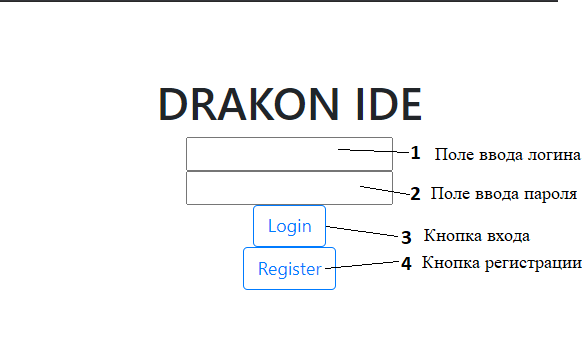 DRAKON IDE
1 Поле ввода логина
2 Поле ввода пароля
Login
3 Кнопка входа
Register
4 Кнопка регистрации